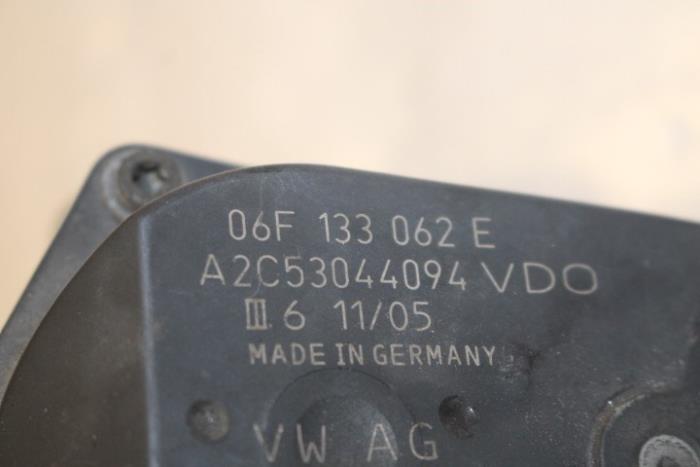 06F 133 062 E
A2C53044094 VDO
III 6 11/05
MADE IN GERMANY
VW AG